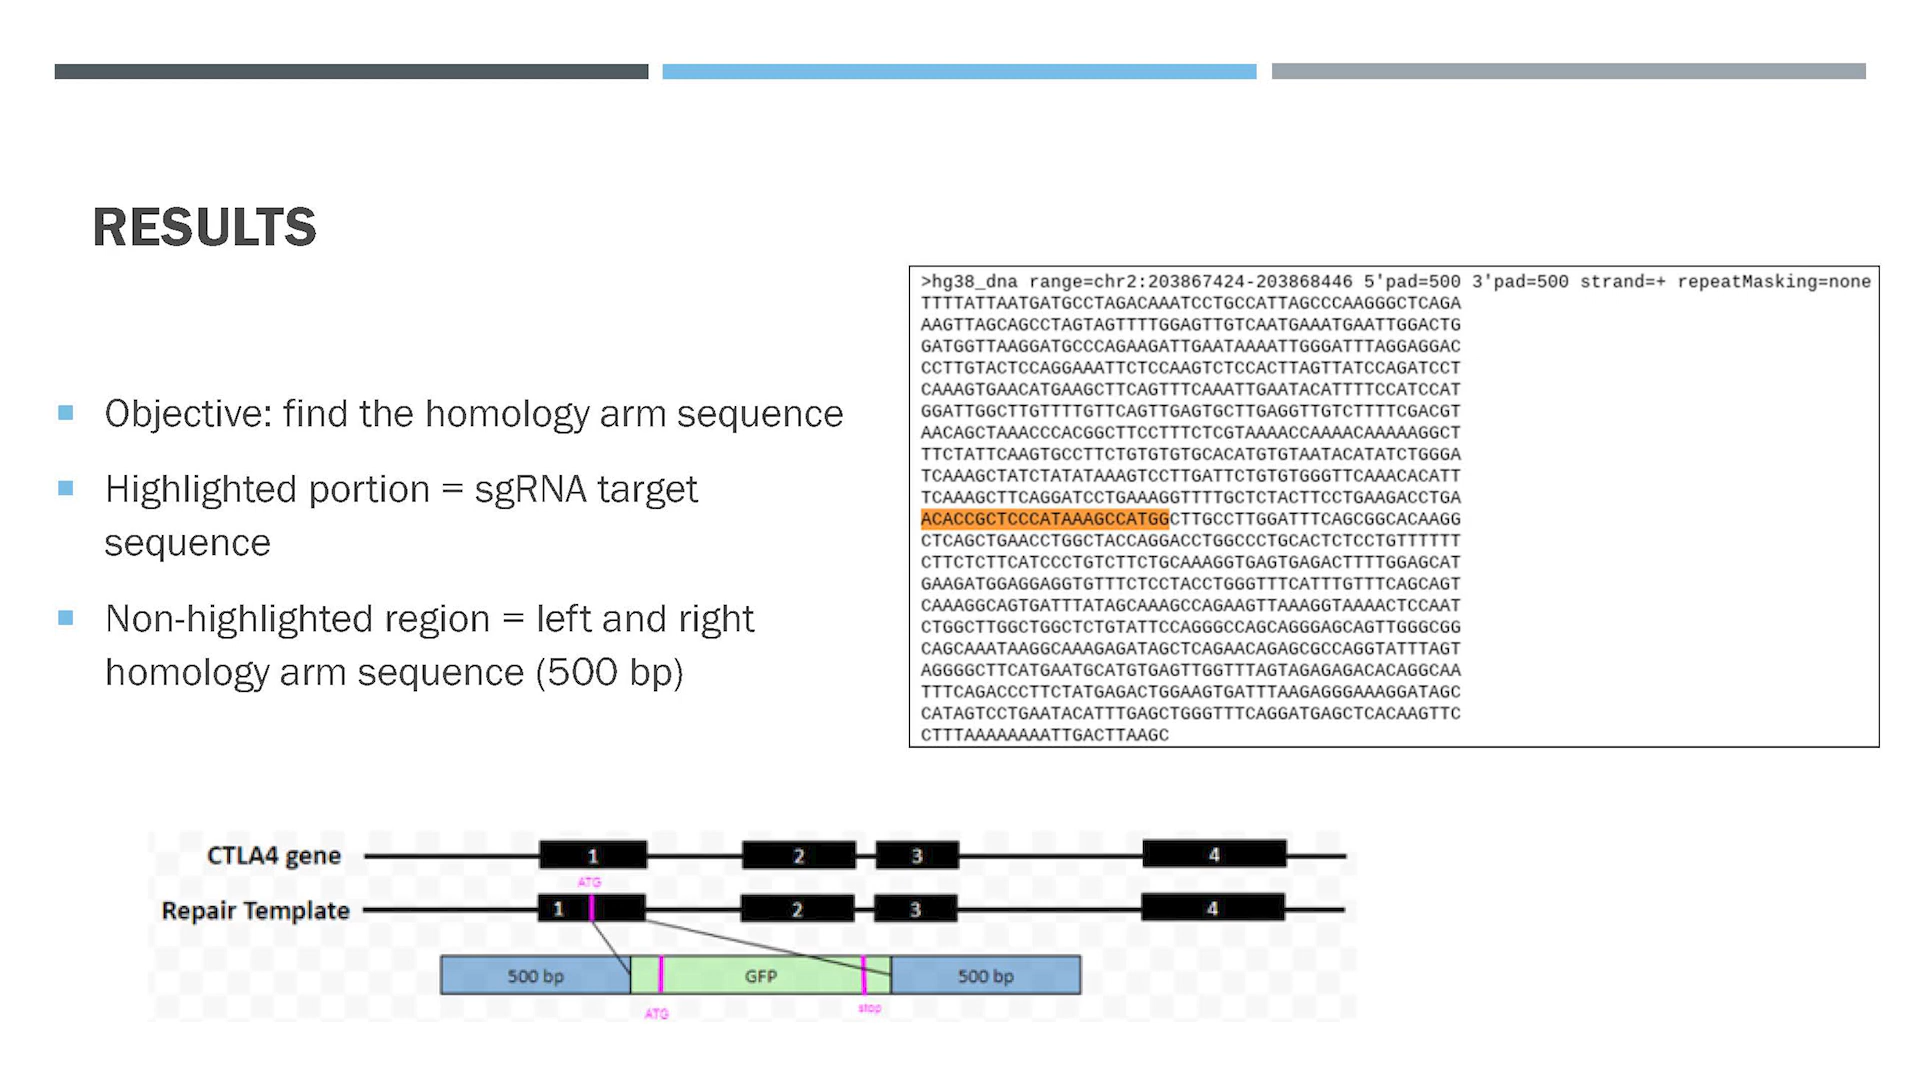 RESULTS
Objective: find the homology arm sequence
Highlighted portion = sgRNA target
sequence
Non-highlighted region = left and right
homology arm sequence (500 bp)
>hg38_dna range=chr2:203867424-203868446 5'pad=500 3'pad=500 strand=+ repeatMasking=none
TTTTATTAATGATGCCTAGACAAATCCTGCCATTAGCCCAAGGGCTCAGA
AAGTTAGCAGCCTAGTAGTTTTGGAGTTGTCAATGAAATGAATTGGACTG
GATGGTTAAGGATGCCCAGAAGATTGAATAAAATTGGGATTTAGGAGGAC
CCTTGTACTCCAGGAAATTCTCCAAGTCTCCACTTAGTTATCCAGATCCT
CAAAGTGAACATGAAGCTTCAGTTTCAAATTGAATACATTTTCCATCCAT
GGATTGGCTTGTTTTGTTCAGTTGAGTGCTTGAGGTTGTCTTTTCGACGT
AACAGCTAAACCCACGGCTTCCTTTCTCGTAAAACCAAAACAAAAAGGCT
TTCTATTCAAGTGCCTTCTGTGTGTGCACATGTGTAATACATATCTGGGA
TCAAAGCTATCTATATAAAGTCCTTGATTCTGTGTGGGTTCAAACACATT
TCAAAGCTTCAGGATCCTGAAAGGTTTTGCTCTACTTCCTGAAGACCTGA
ACACCGCTCCCATAAAGCCATGGCTTGCCTTGGATTTCAGCGGCACAAGG
CTCAGCTGAACCTGGCTACCAGGACCTGGCCCTGCACTCTCCTGTTTTTT
CTTCTCTTCATCCCTGTCTTCTGCAAAGGTGAGTGAGACTTTTGGAGCAT
GAAGATGGAGGAGGTGTTTCTCCTACCTGGGTTTCATTTGTTTCAGCAGT
CAAAGGCAGTGATTTATAGCAAAGCCAGAAGTTAAAGGTAAAACTCCAAT
CTGGCTTGGCTGGCTCTGTATTCCAGGGCCAGCAGGGAGCAGTTGGGCGG
CAGCAAATAAGGCAAAGAGATAGCTCAGAACAGAGCGCCAGGTATTTAGT
AGGGGCTTCATGAATGCATGTGAGTTGGTTTAGTAGAGAGACACAGGCAA
TTTCAGACCCTTCTATGAGACTGGAAGTGATTTAAGAGGGAAAGGATAGC
CATAGTCCTGAATACATTTGAGCTGGGTTTCAGGATGAGCTCACAAGTTC
CTTTAAAAAAAATTGACTTAAGC
CTLA4 gene 1 2 3 4
ATG
Repair Template 1 2 3 4
500 bp GFP 500 bp
ATG stop